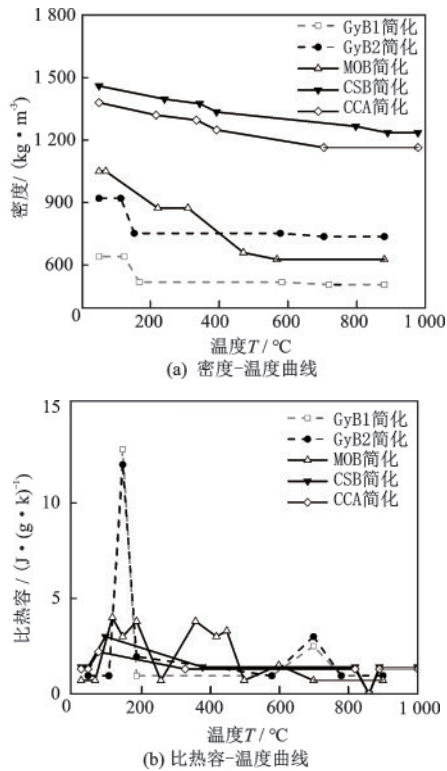 1 800
1 500
1 200
900
600
密度/ (kg・m⁻³)
GyB1简化
GyB2简化
MOB简化
CSB简化
CCA简化
0 200 400 600 800 1 000
温度T / °C
(a) 密度-温度曲线
15
10
5
0
比热容 / (J・(g・k)⁻¹)
GyB1简化
GyB2简化
MOB简化
CSB简化
CCA简化
0 200 400 600 800 1 000
温度T / °C
(b) 比热容-温度曲线